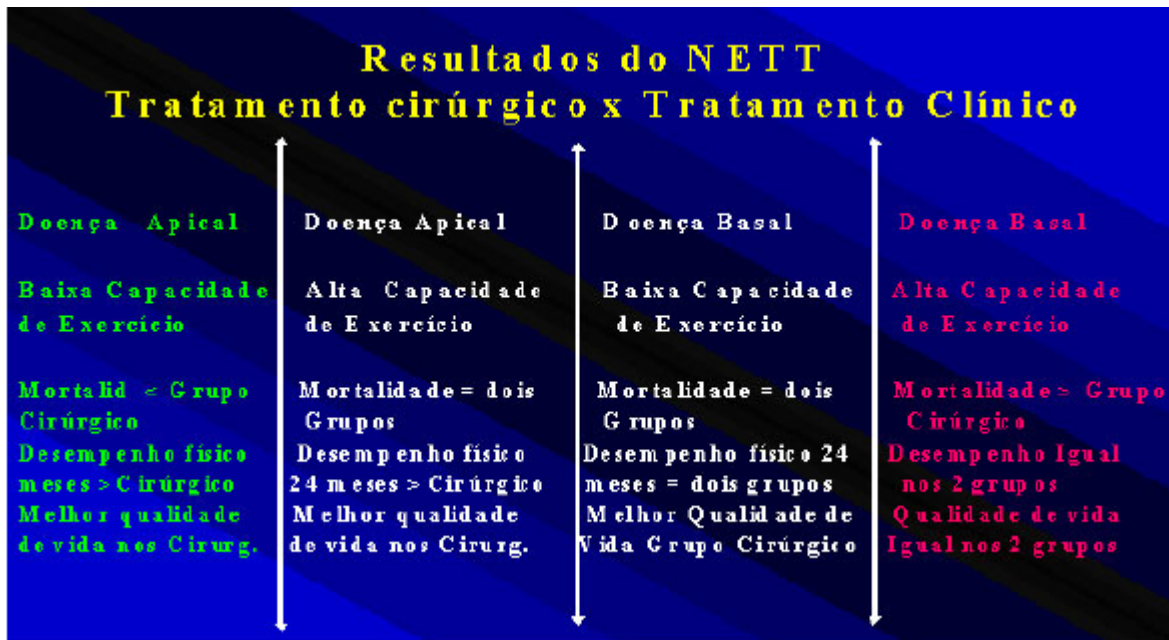 Resultados do NETT
Tratamento cirúrgico x Tratamento Clínico
Doença Apical
Baixa Capacidade
de Exercício
Mortalid < Grupo
Cirúrgico
Desempenho físico
meses > Cirúrgico
Melhor qualidade
de vida nos Cirurg.
Doença Apical
Alta Capacidade
de Exercício
Mortalidade = dois
Grupos
Desempenho físico
24 meses > Cirúrgico
Melhor qualidade
de vida nos Cirurg.
Doença Basal
Baixa Capacidade
de Exercício
Mortalidade = dois
Grupos
Desempenho físico 24
meses = dois grupos
Melhor Qualidade de
Vida Grupo Cirúrgico
Doença Basal
Alta Capacidade
de Exercício
Mortalidade > Grupo
Cirúrgico
Desempenho Igual
nos 2 grupos
Qualidade de vida
Igual nos 2 grupos